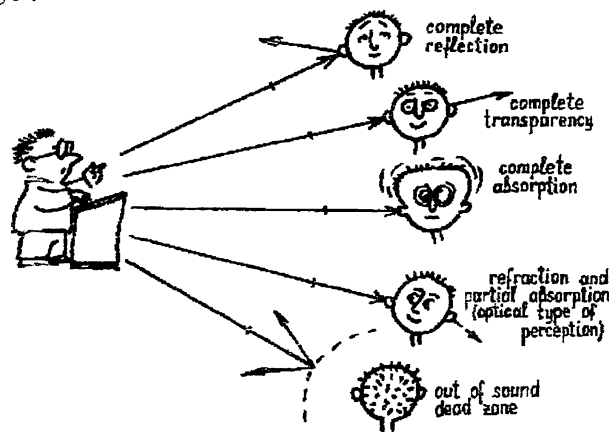 complete
reflection
complete
transparency
complete
absorption
refraction and
partial absorption
(optical type of
perception)
out of sound
dead zone